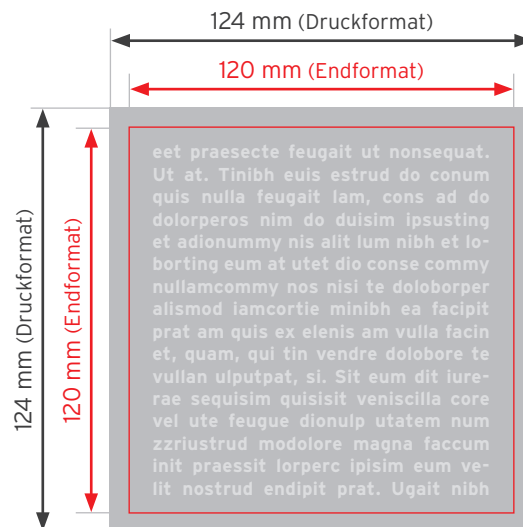 124 mm (Druckformat)
120 mm (Endformat)
124 mm (Druckformat)
120 mm (Endformat)
eet praesecte feugait ut nonsequat.
Ut at. Tinibh euis estrud do conum
quis nulla feugait lam, cons ad do
dolorperos nim do duisim ipsusting
et adionummy nis alit lum nibh et lo-
borting eum at utet dio conse commy
nullamcommy nos nisi te doloborper
alismod iamcortie minibh ea facipit
prat am quis ex elenis am vulla facin
et, quam, qui tin vendre dolobore te
vullan ulputpat, si. Sit eum dit iure-
rae sequisim quisisit veniscilla core
vel ute feugue dionulp utatem num
zzriustrud modolore magna faccum
init praessit lorperc ipisim eum ve-
lit nostrud endipit prat. Ugait nibh